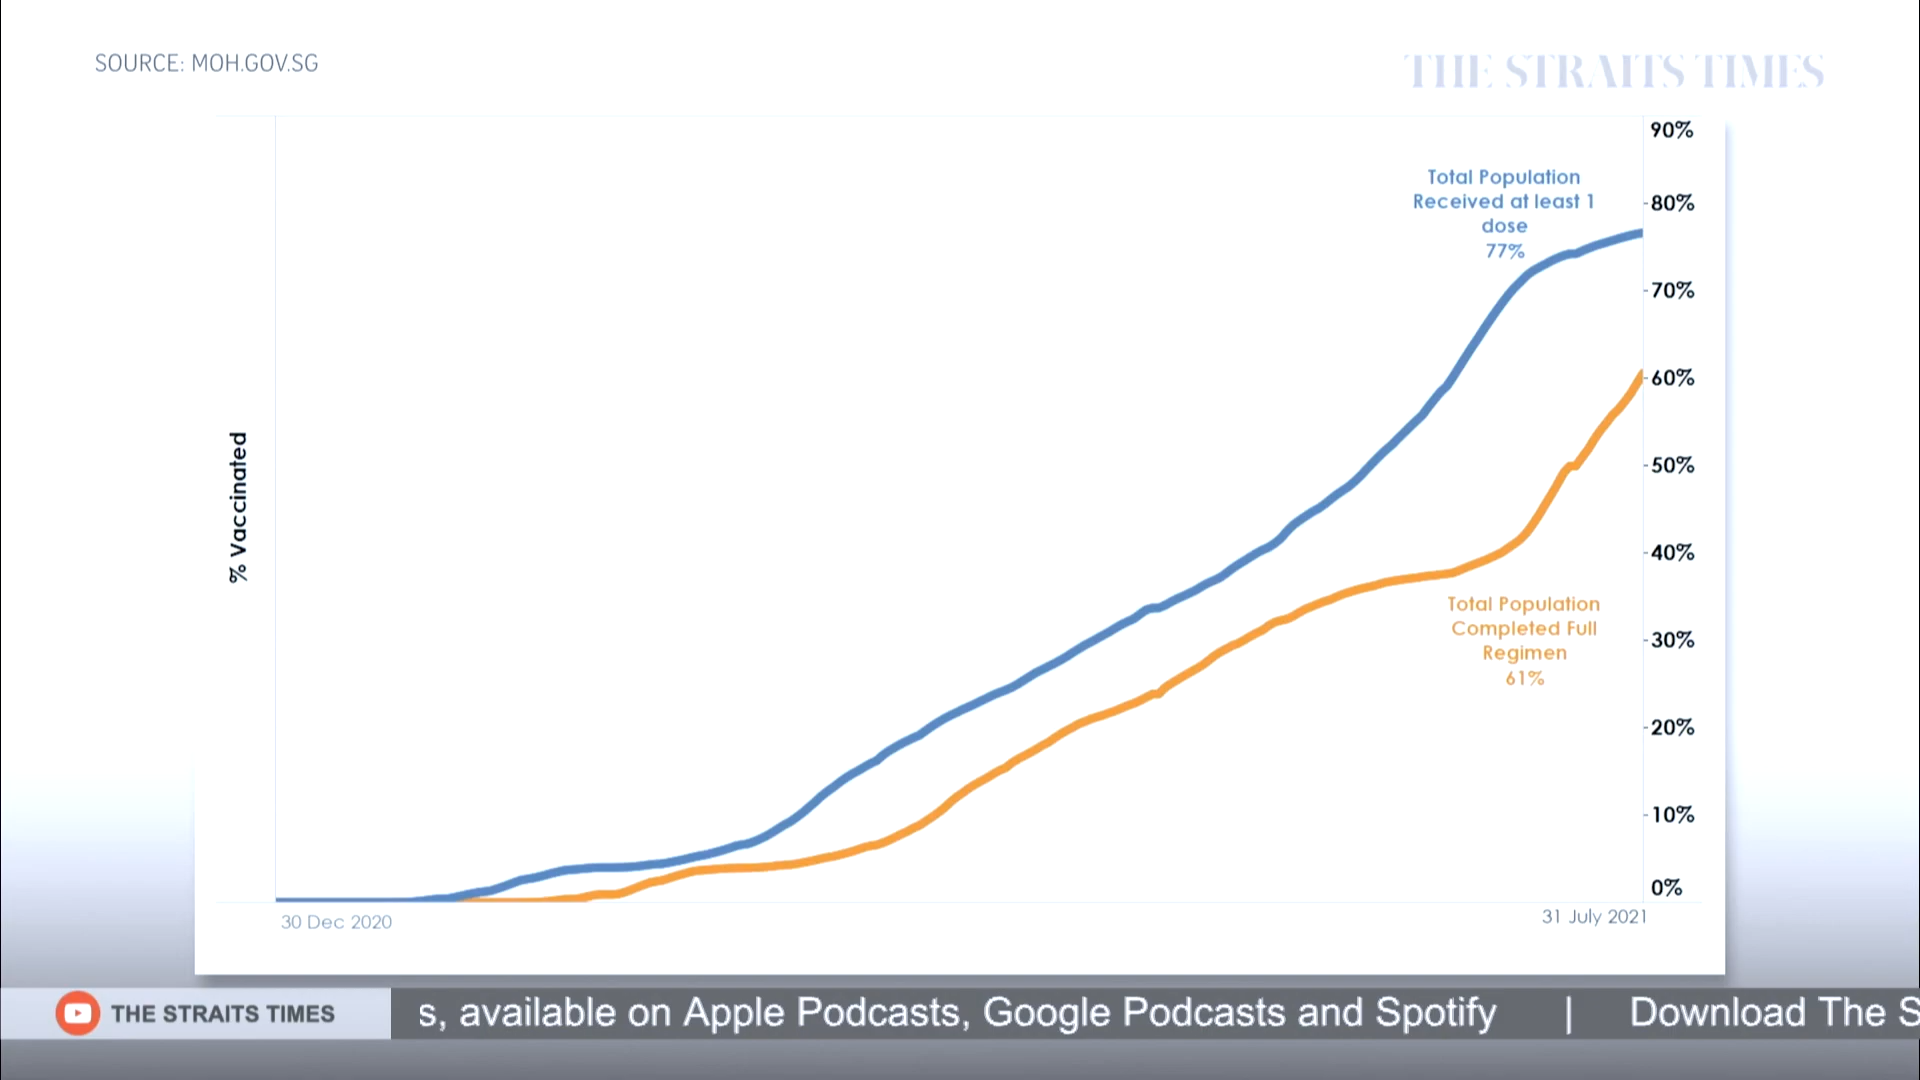 SOURCE: MOH.GOV.SG
THE STRAITS TIMES
90%
Total Population
Received at least 1
dose
77%
80%
70%
60%
% Vaccinated
50%
40%
Total Population
Completed Full
Regimen
61%
30%
20%
10%
0%
30 Dec 2020
31 July 2021
THE STRAITS TIMES
s, available on Apple Podcasts, Google Podcasts and Spotify | Download The S